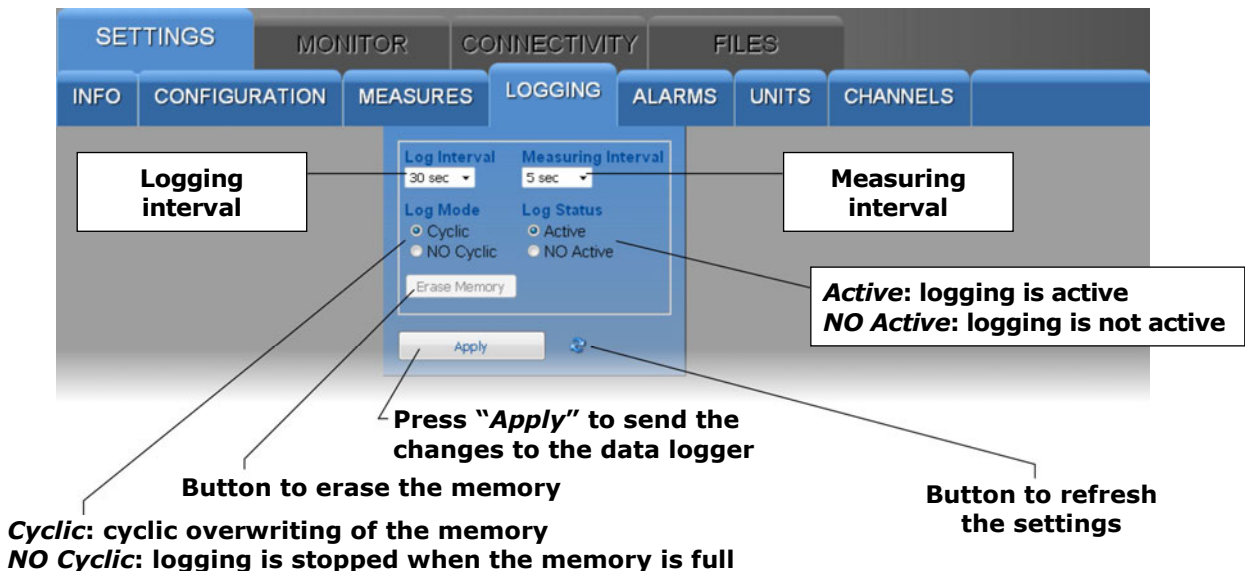 SETTINGS MONITOR CONNECTIVITY FILES
INFO CONFIGURATION MEASURES LOGGING ALARMS UNITS CHANNELS
Logging
interval
Log Interval Measuring Interval
30 sec 5 sec
Log Mode Log Status
Cyclic Active
NO Cyclic NO Active
Erase Memory
Apply
Measuring
interval
Active: logging is active
NO Active: logging is not active
Press “Apply” to send the
changes to the data logger
Button to erase the memory
Button to refresh
the settings
Cyclic: cyclic overwriting of the memory
NO Cyclic: logging is stopped when the memory is full